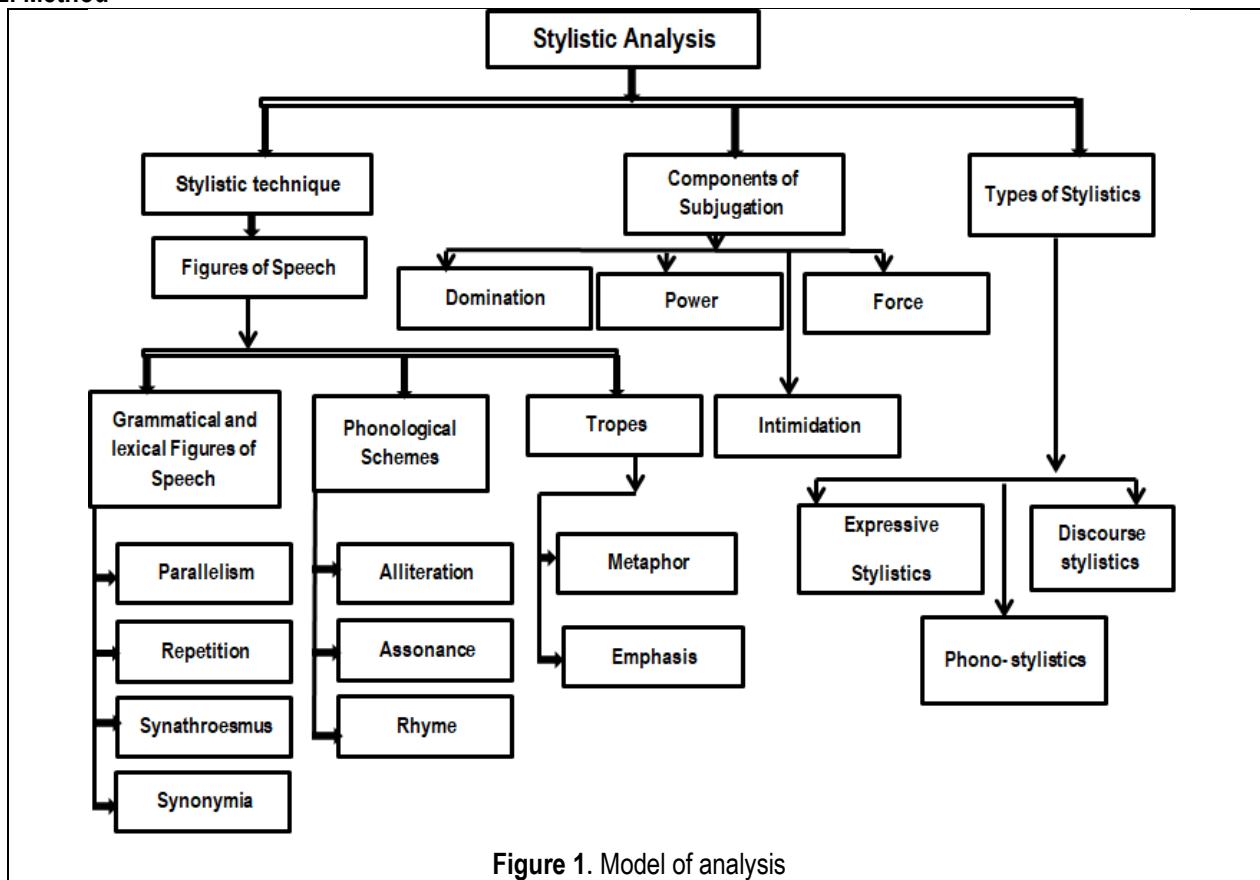 2. Method
Stylistic Analysis
Stylistic technique
Components of
Subjugation
Types of Stylistics
Figures of Speech
Domination
Power
Force
Grammatical and
lexical Figures of
Speech
Phonological
Schemes
Tropes
Intimidation
Expressive
Stylistics
Discourse
stylistics
Parallelism
Alliteration
Metaphor
Phono- stylistics
Repetition
Assonance
Emphasis
Synathroesmus
Rhyme
Synonymia
Figure 1. Model of analysis